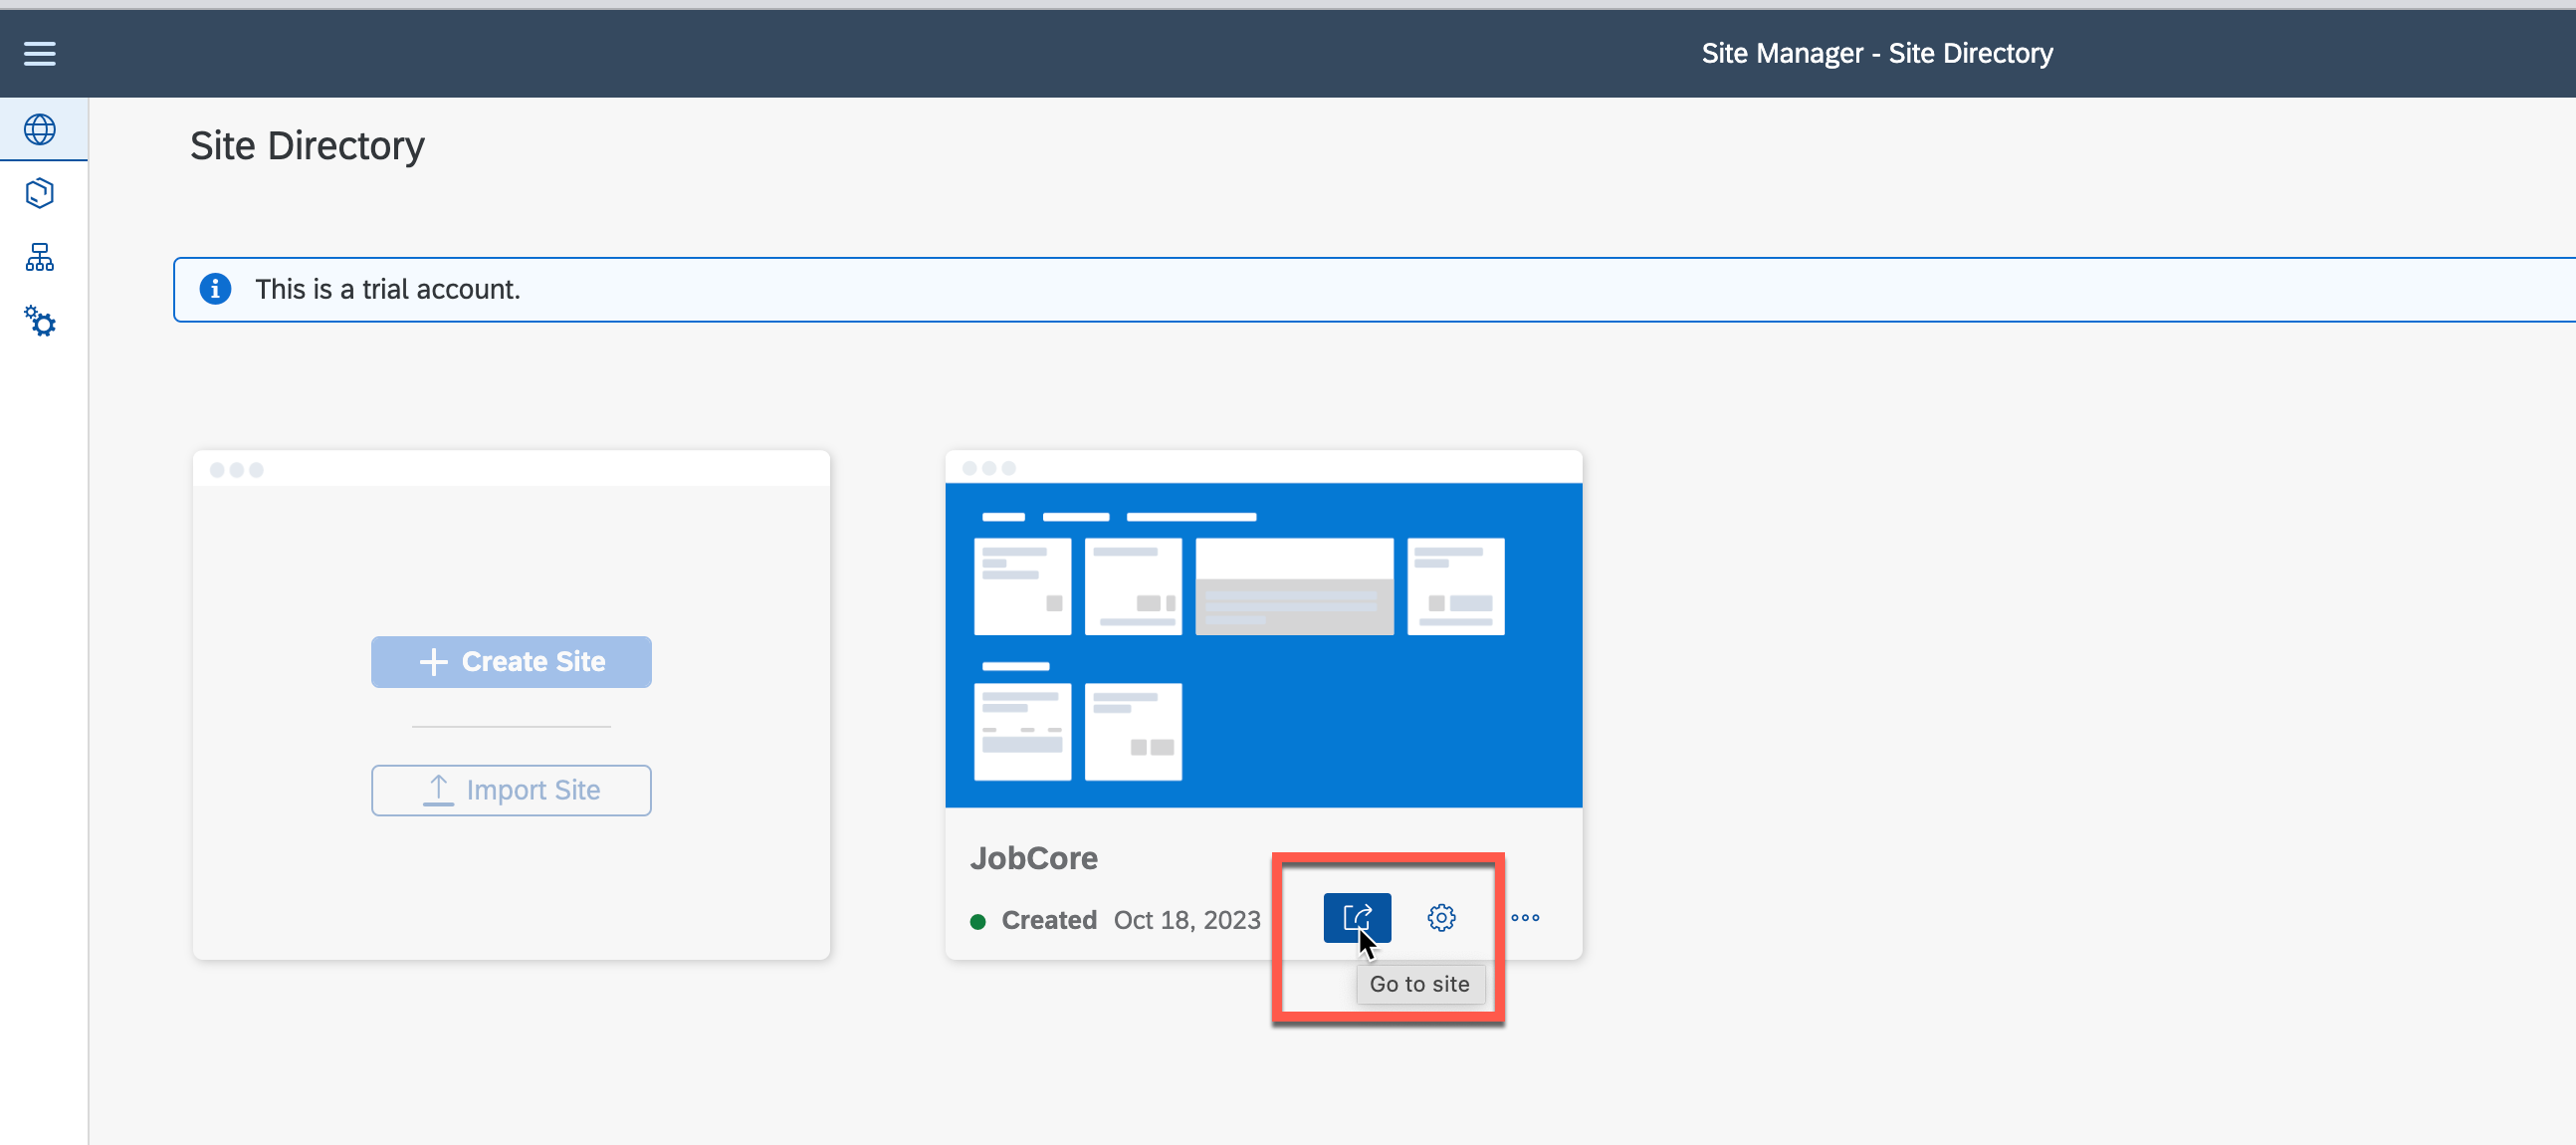 Site Manager - Site Directory
Site Directory
This is a trial account.
Create Site
Import Site
JobCore
Created Oct 18, 2023
Go to site